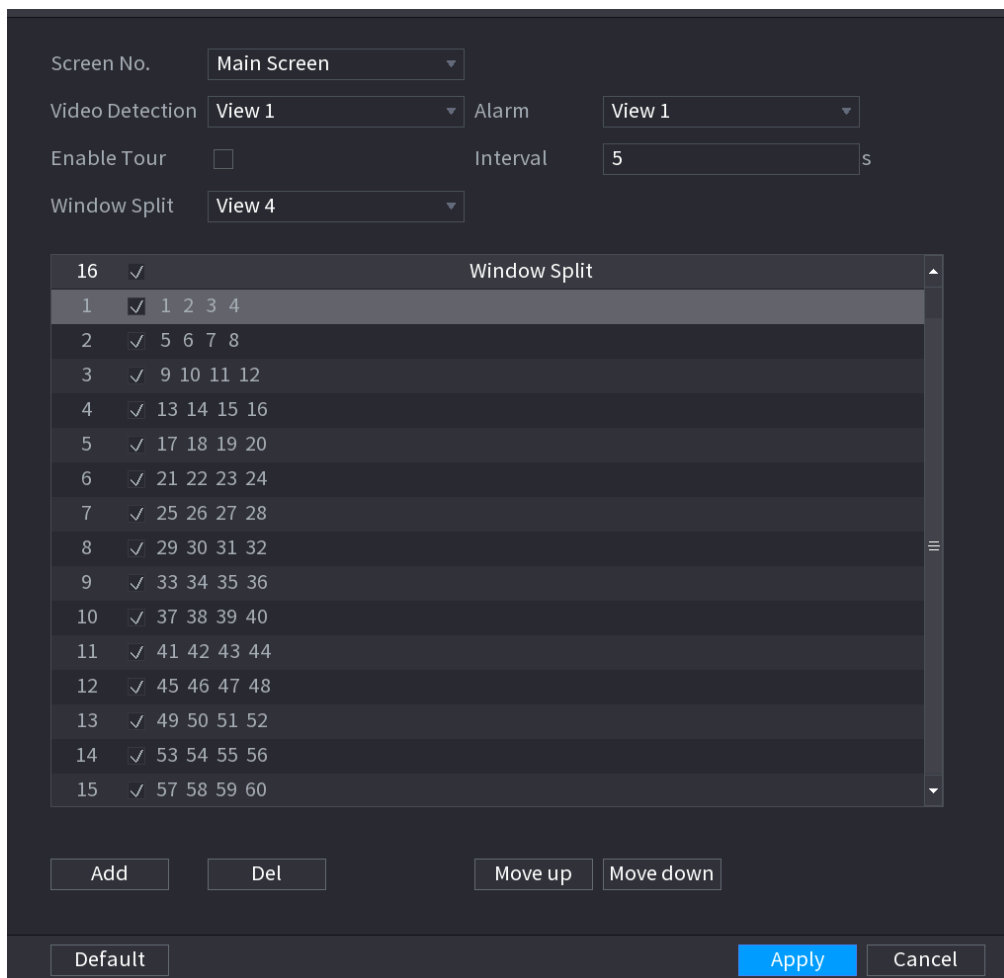 Screen No. Main Screen
Video Detection View 1 Alarm View 1
Enable Tour Interval 5 s
Window Split View 4
16 Window Split
1 1 2 3 4
2 5 6 7 8
3 9 10 11 12
4 13 14 15 16
5 17 18 19 20
6 21 22 23 24
7 25 26 27 28
8 29 30 31 32
9 33 34 35 36
10 37 38 39 40
11 41 42 43 44
12 45 46 47 48
13 49 50 51 52
14 53 54 55 56
15 57 58 59 60
Add Del Move up Move down
Default Apply Cancel